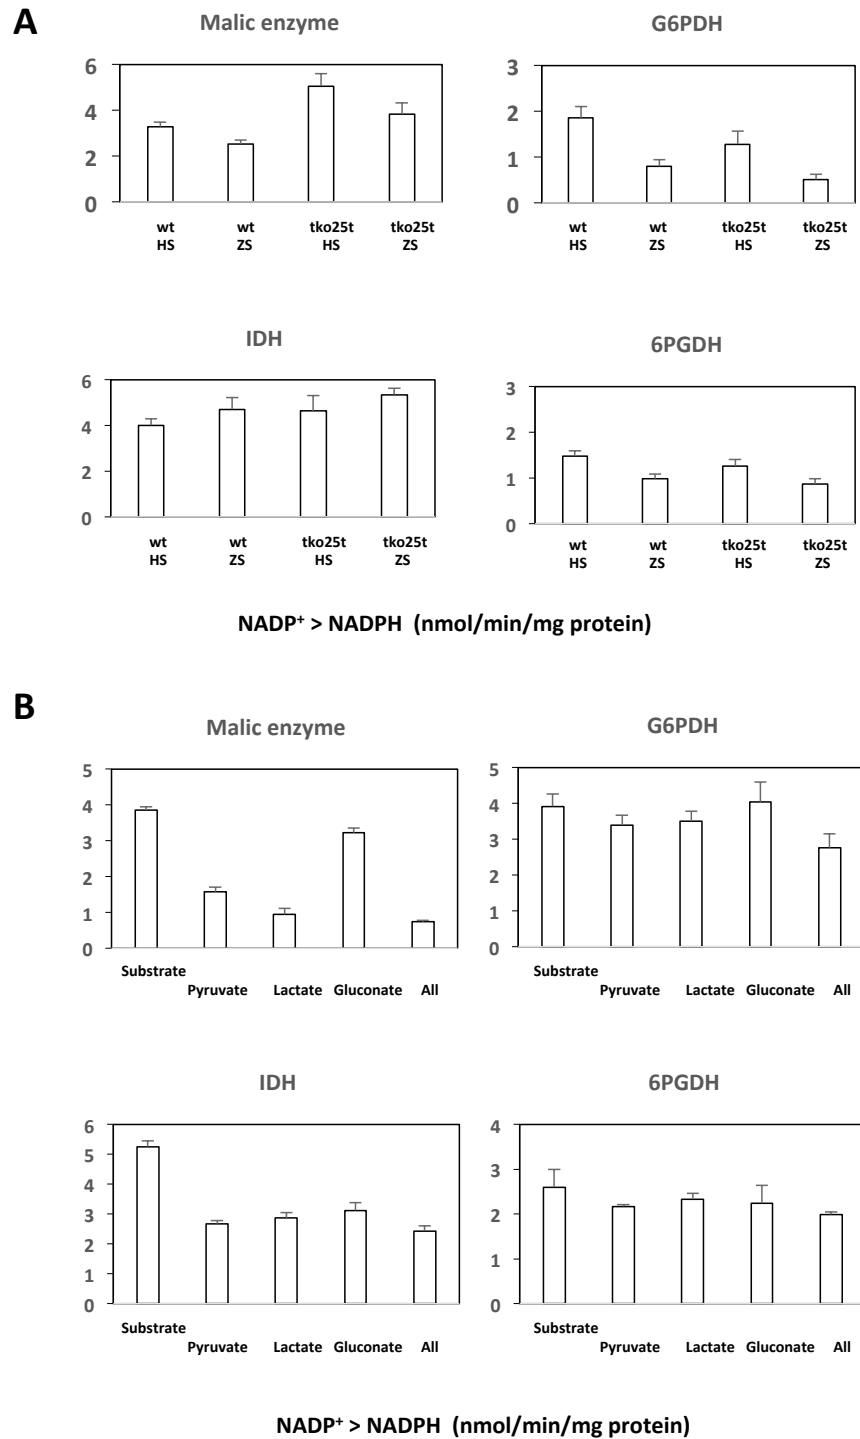 A
Malic enzyme
G6PDH
6
4
2
0
wt
HS
wt
ZS
tko25t
HS
tko25t
ZS
3
2
1
0
wt
HS
wt
ZS
tko25t
HS
tko25t
ZS
IDH
6PGDH
6
4
2
0
wt
HS
wt
ZS
tko25t
HS
tko25t
ZS
3
2
1
0
wt
HS
wt
ZS
tko25t
HS
tko25t
ZS
NADP⁺ > NADPH (nmol/min/mg protein)
B
Malic enzyme
G6PDH
5
4
3
2
1
0
Substrate
Pyruvate Lactate Gluconate All
5
4
3
2
1
0
Substrate
Pyruvate Lactate Gluconate All
IDH
6PGDH
6
5
4
3
2
1
0
Substrate
Pyruvate Lactate Gluconate All
4
3
2
1
0
Substrate
Pyruvate Lactate Gluconate All
NADP⁺ > NADPH (nmol/min/mg protein)